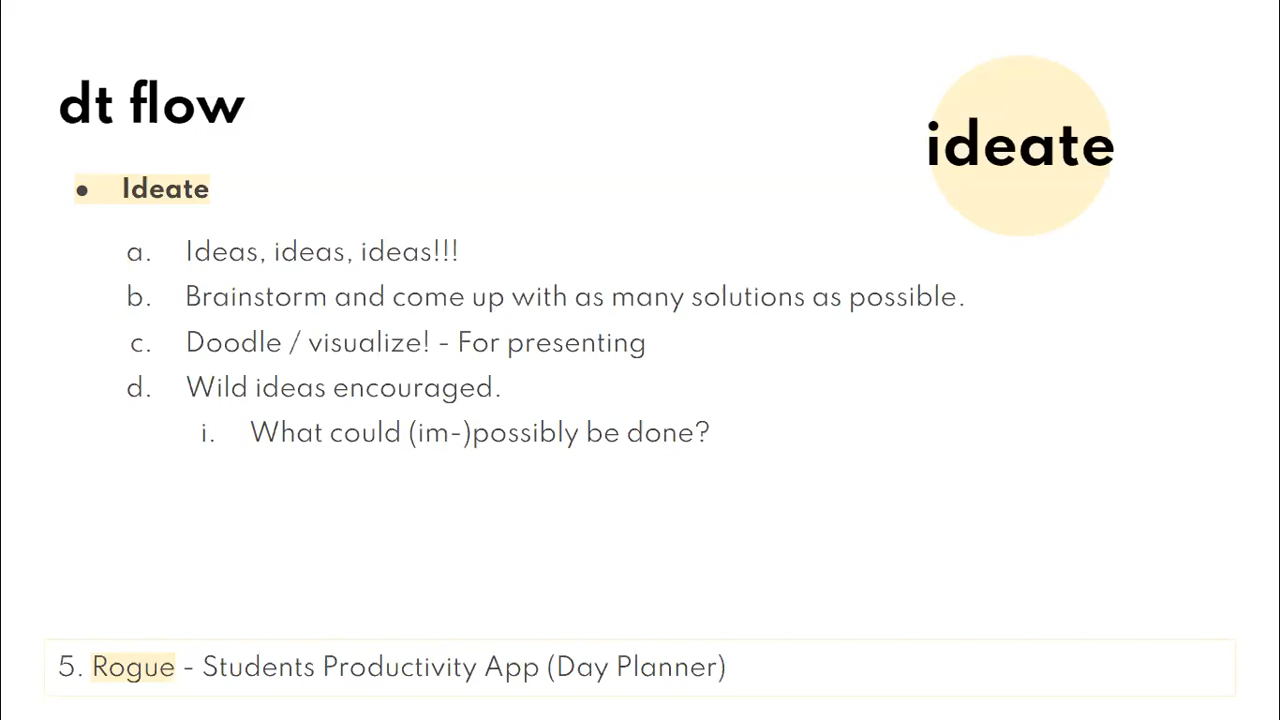 dt flow
ideate
● Ideate
a. Ideas, ideas, ideas!!!
b. Brainstorm and come up with as many solutions as possible.
c. Doodle / visualize! - For presenting
d. Wild ideas encouraged.
i. What could (im-)possibly be done?
5. Rogue - Students Productivity App (Day Planner)